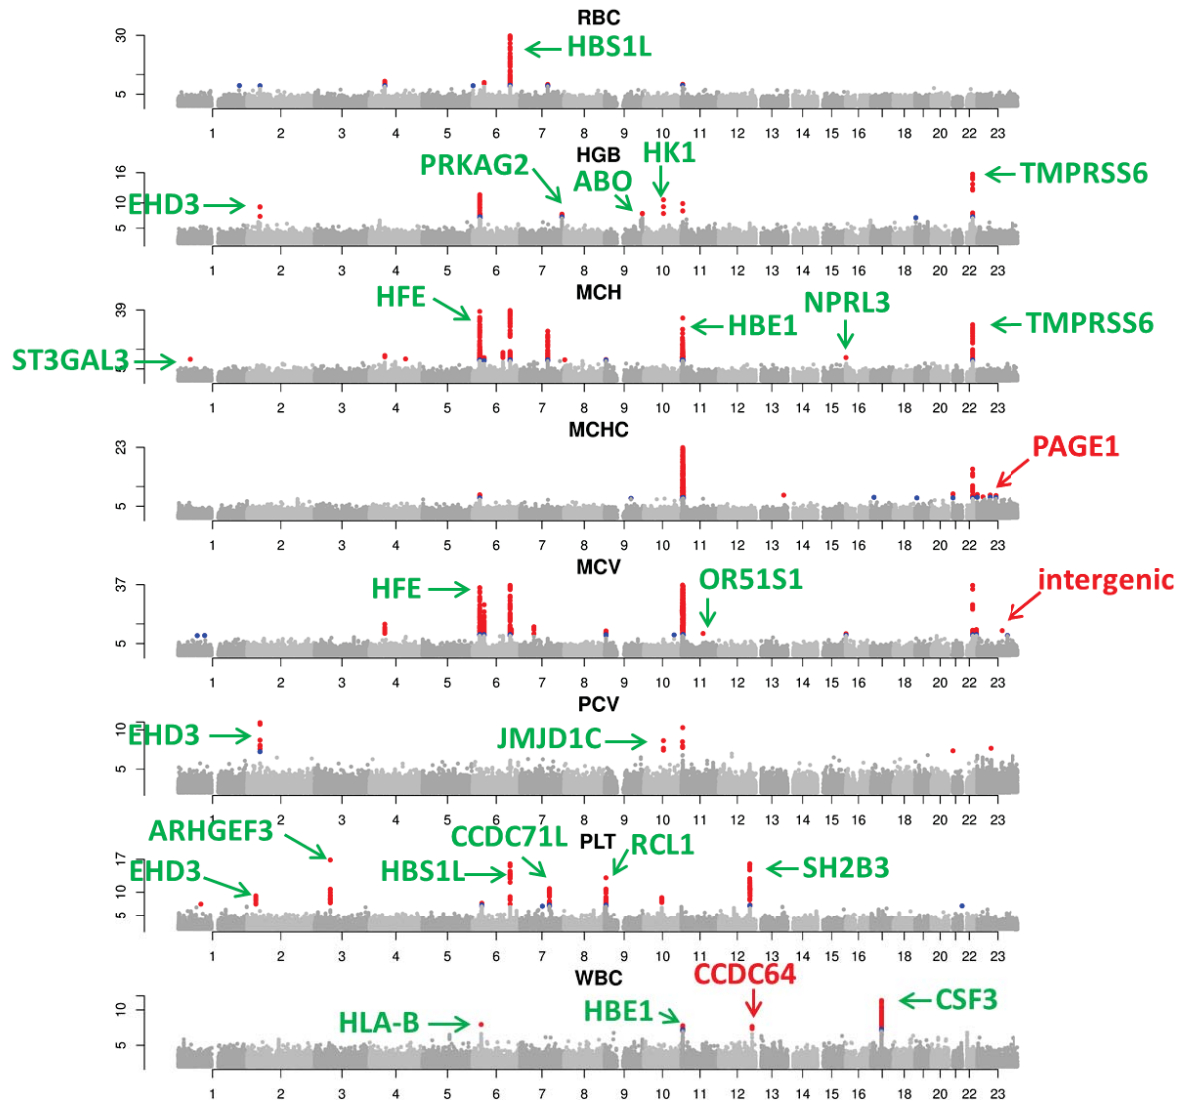 RBC
30
HBS1L
5
1 2 3 4 5 6 7 8 9 10 11 12 13 14 15 16 18 20 22 23
HGB
HK1
PRKAG2
ABO
16
TMPRSS6
EHD3
10
5
1 2 3 4 5 6 7 8 9 10 11 12 13 14 15 16 18 20 22 23
MCH
HFE
NPRL3
39
HBE1
TMPRSS6
ST3GAL3
5
1 2 3 4 5 6 7 8 9 10 11 12 13 14 15 16 18 20 22 23
MCHC
23
PAGE1
5
1 2 3 4 5 6 7 8 9 10 11 12 13 14 15 16 18 20 22 23
MCV
OR51S1
intergenic
37
HFE
5
1 2 3 4 5 6 7 8 9 10 11 12 13 14 15 16 18 20 22 23
PCV
10
EHD3
JMJD1C
5
1 2 3 4 5 6 7 8 9 10 11 12 13 14 15 16 18 20 22 23
ARHGEF3
CCDC71L
PLT
RCL1
17
EHD3
HBS1L
SH2B3
10
5
1 2 3 4 5 6 7 8 9 10 11 12 13 14 15 16 18 20 22 23
WBC
CCDC64
10
HLA-B
HBE1
CSF3
5
1 2 3 4 5 6 7 8 9 10 11 12 13 14 15 16 18 20 22 23